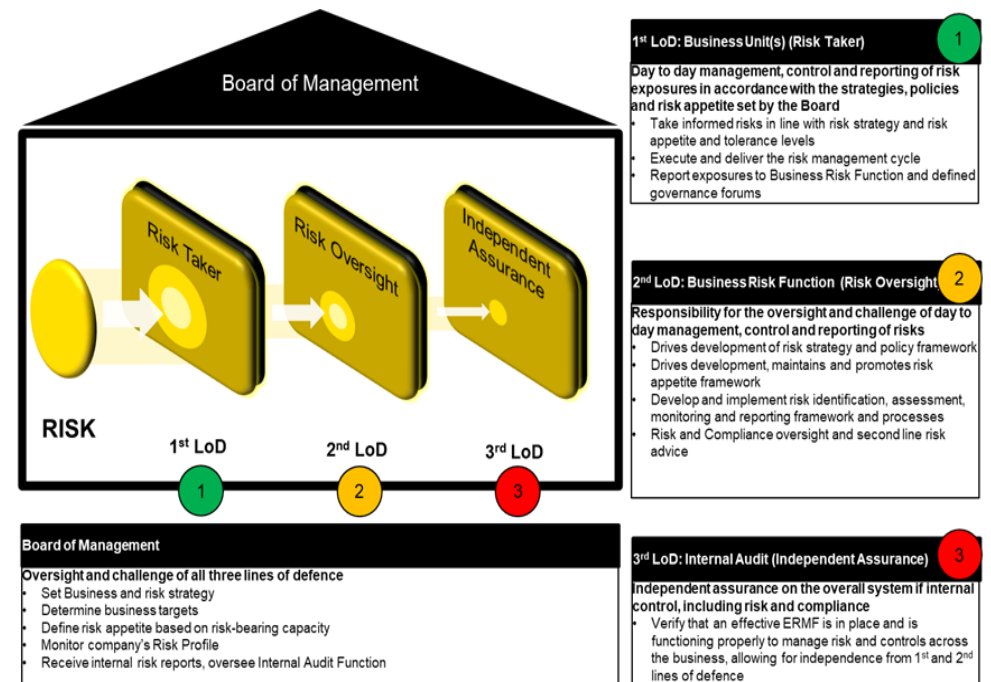 Board of Management
Risk Taker
Risk Oversight
Independent
Assurance
RISK
1st LoD
2nd LoD
3rd LoD
1
2
3
Board of Management
Oversight and challenge of all three lines of defence
• Set Business and risk strategy
• Determine business targets
• Define risk appetite based on risk-bearing capacity
• Monitor company's Risk Profile
• Receive internal risk reports, oversee Internal Audit Function
1st LoD: Business Unit(s) (Risk Taker)
1
Day to day management, control and reporting of risk
exposures in accordance with the strategies, policies
and risk appetite set by the Board
• Take informed risks in line with risk strategy and risk
appetite and tolerance levels
• Execute and deliver the risk management cycle
• Report exposures to Business Risk Function and defined
governance forums
2nd LoD: Business Risk Function (Risk Oversight
2
Responsibility for the oversight and challenge of day to
day management, control and reporting of risks
• Drives development of risk strategy and policy framework
• Drives development, maintains and promotes risk
appetite framework
• Develop and implement risk identification, assessment,
monitoring and reporting framework and processes
• Risk and Compliance oversight and second line risk
advice
3rd LoD: Internal Audit (Independent Assurance)
3
Independent assurance on the overall system if internal
control, including risk and compliance
• Verify that an effective ERMF is in place and is
functioning properly to manage risk and controls across
the business, allowing for independence from 1st and 2nd
lines of defence